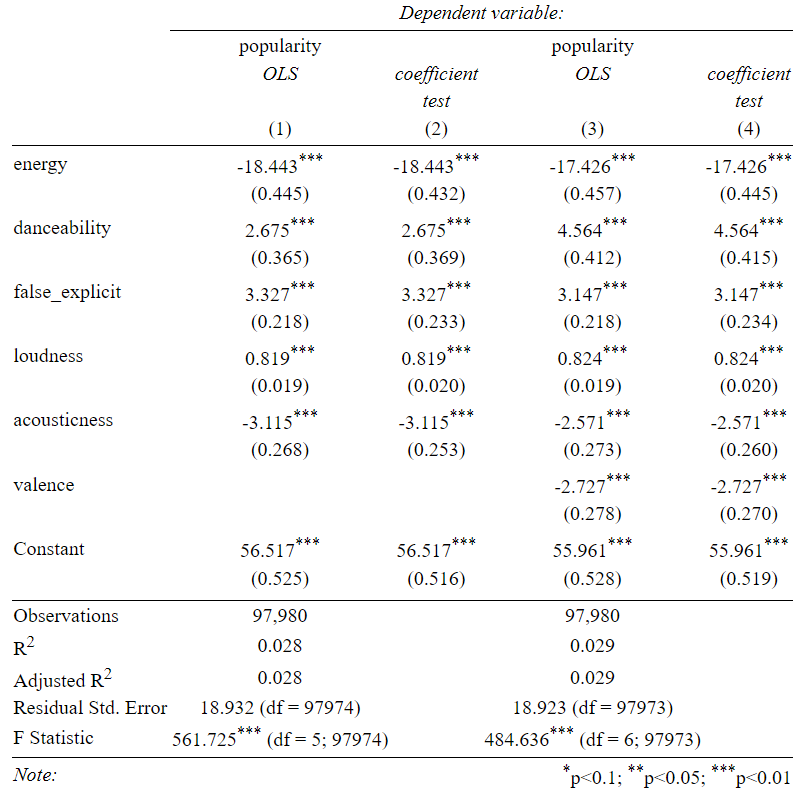 Dependent variable:
popularity popularity
OLS coefficient OLS coefficient
test test
(1) (2) (3) (4)
energy -18.443*** -18.443*** -17.426*** -17.426***
(0.445) (0.432) (0.457) (0.445)
danceability 2.675*** 2.675*** 4.564*** 4.564***
(0.365) (0.369) (0.412) (0.415)
false_explicit 3.327*** 3.327*** 3.147*** 3.147***
(0.218) (0.233) (0.218) (0.234)
loudness 0.819*** 0.819*** 0.824*** 0.824***
(0.019) (0.020) (0.019) (0.020)
acousticness -3.115*** -3.115*** -2.571*** -2.571***
(0.268) (0.253) (0.273) (0.260)
valence -2.727*** -2.727***
(0.278) (0.270)
Constant 56.517*** 56.517*** 55.961*** 55.961***
(0.525) (0.516) (0.528) (0.519)
Observations 97,980 97,980
R2 0.028 0.029
Adjusted R2 0.028 0.029
Residual Std. Error 18.932 (df = 97974) 18.923 (df = 97973)
F Statistic 561.725*** (df = 5; 97974) 484.636*** (df = 6; 97973)
Note: *p<0.1; **p<0.05; ***p<0.01